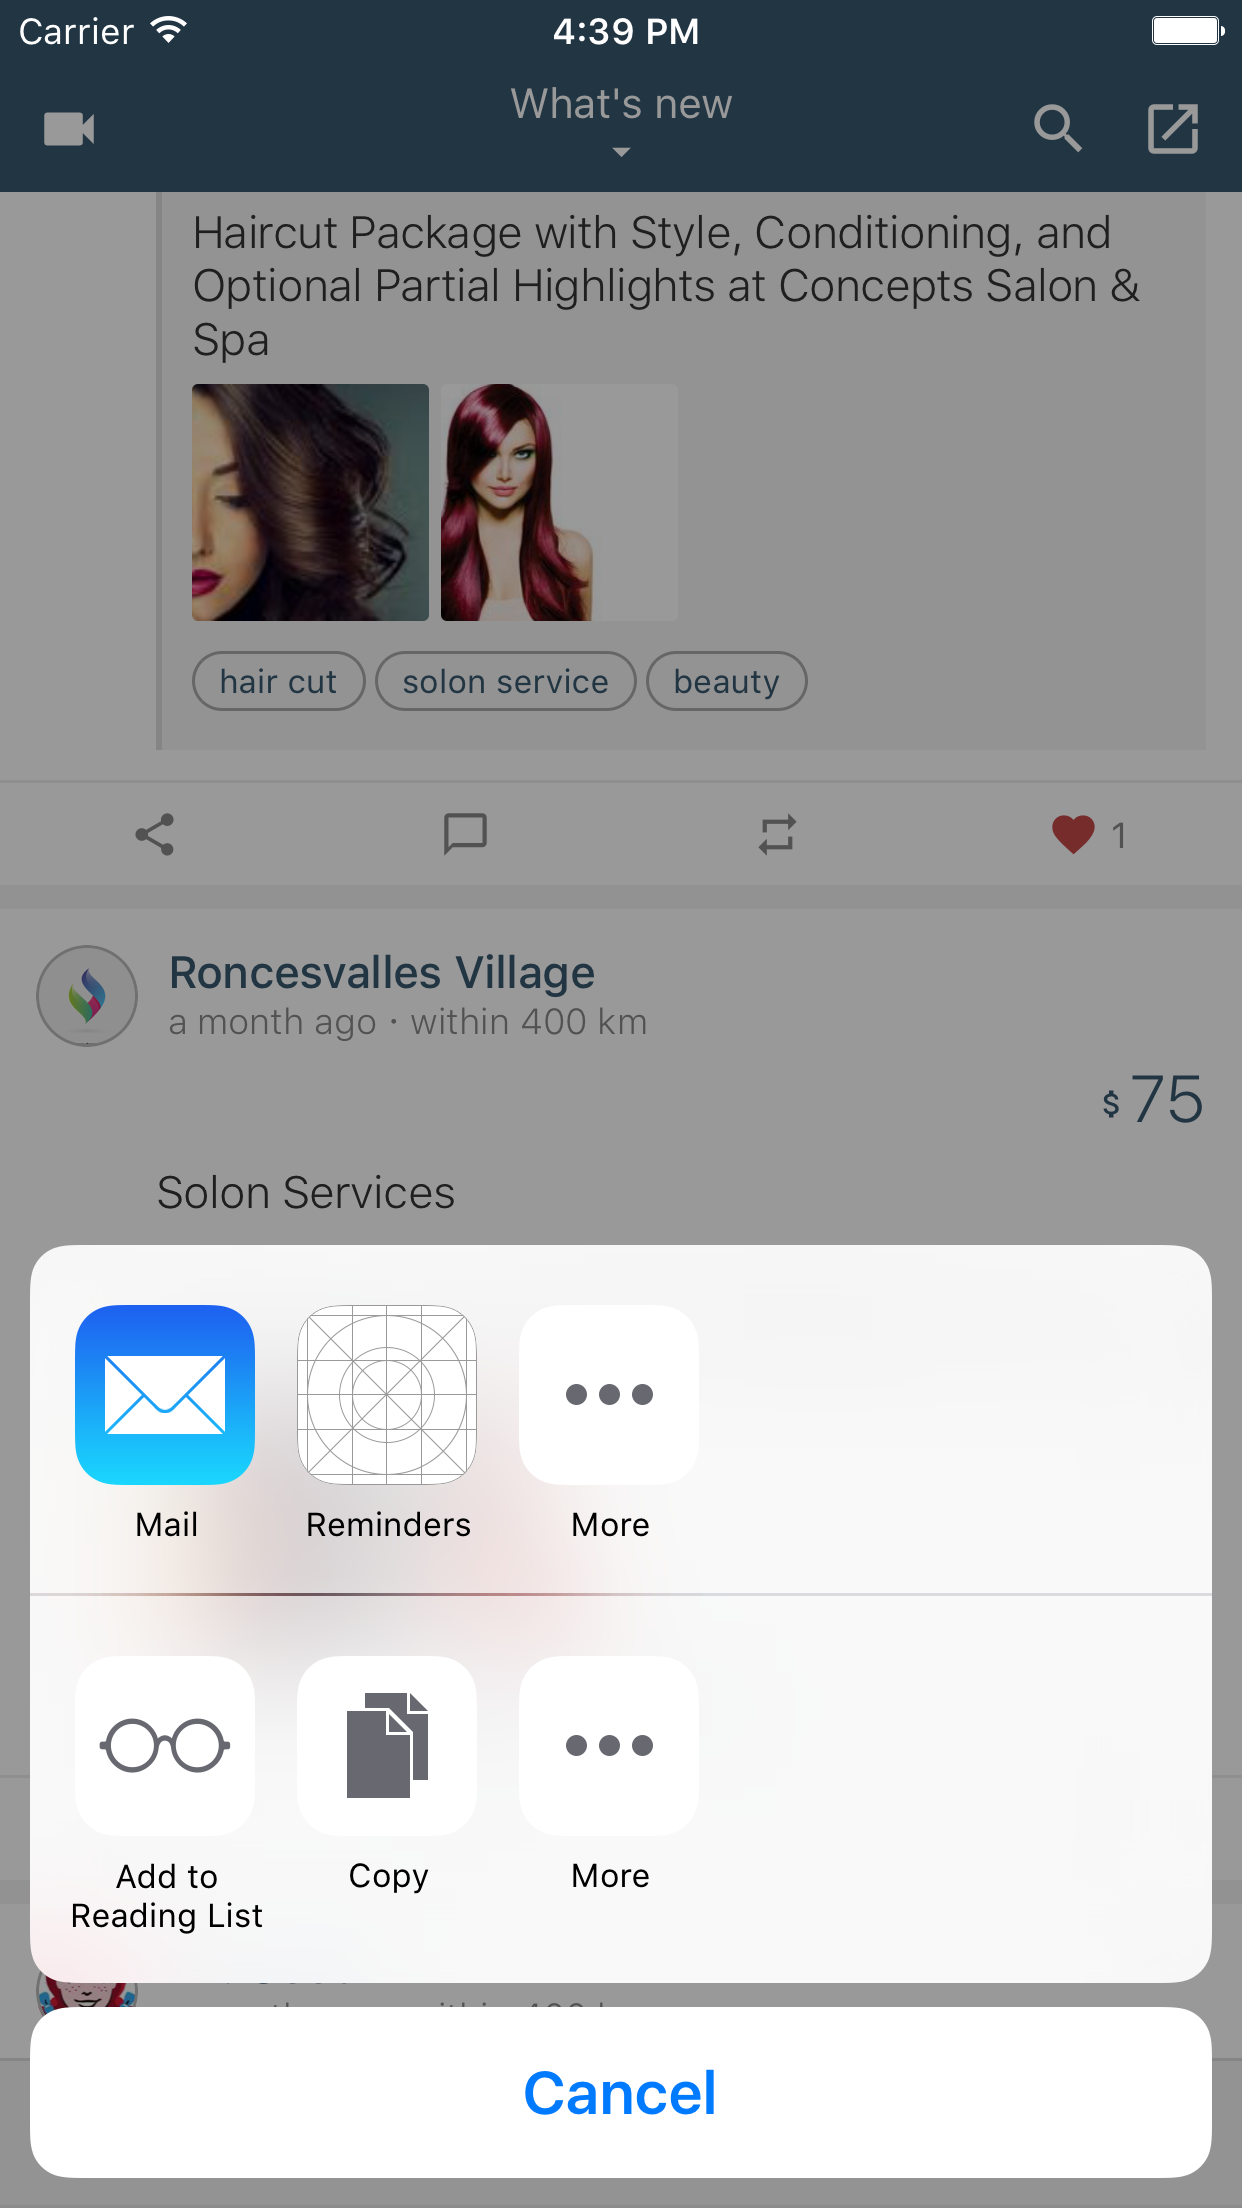 Carrier
4:39 PM
What's new
Haircut Package with Style, Conditioning, and
Optional Partial Highlights at Concepts Salon &
Spa
hair cut
solon service
beauty
1
Roncesvalles Village
a month ago · within 400 km
$ 75
Solon Services
Mail
Reminders
More
Add to
Reading List
Copy
More
Cancel